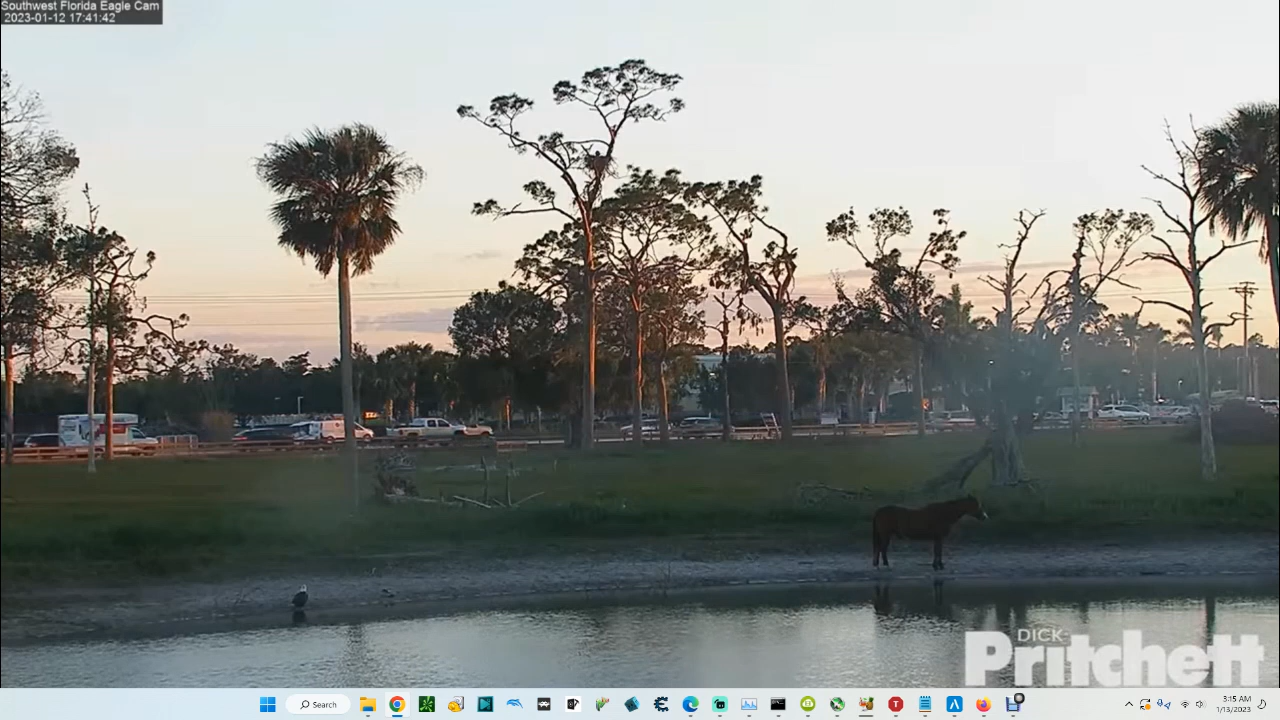 Southwest Florida Eagle Cam
2023-01-12 17:41:42
DICK
Pritchett
Search
3:15 AM
1/13/2023